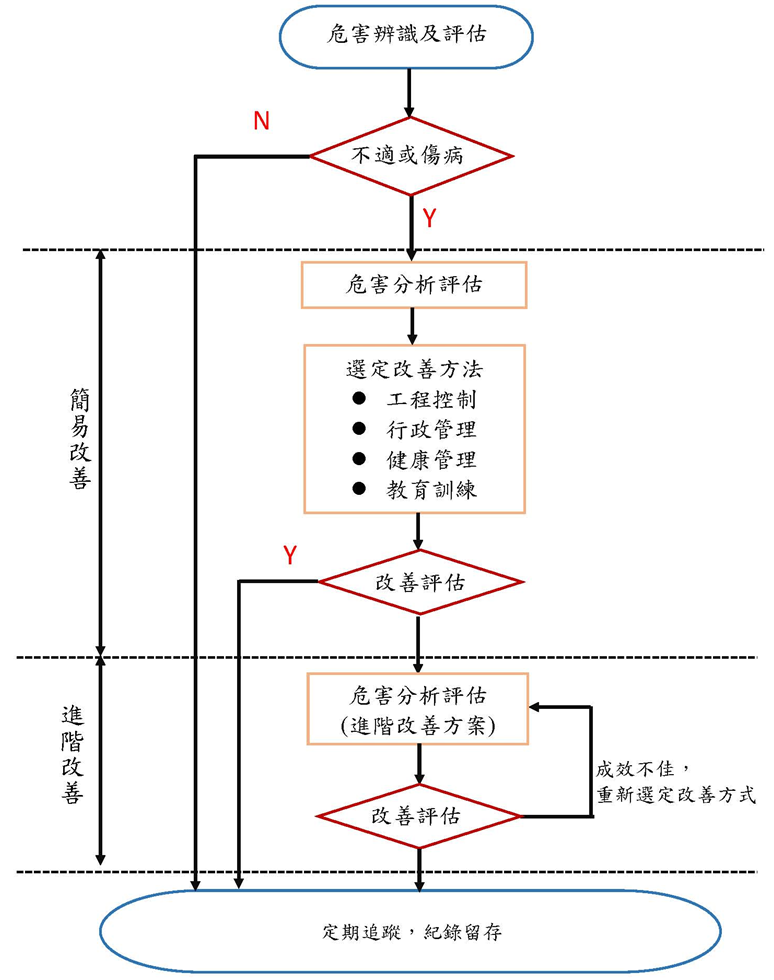 危害辨識及評估
N
不適或傷病
Y
危害分析評估
選定改善方法
● 工程控制
● 行政管理
● 健康管理
● 教育訓練
簡易改善
Y
改善評估
危害分析評估
(進階改善方案)
進階改善
成效不佳，
重新選定改善方式
改善評估
定期追蹤，紀錄留存